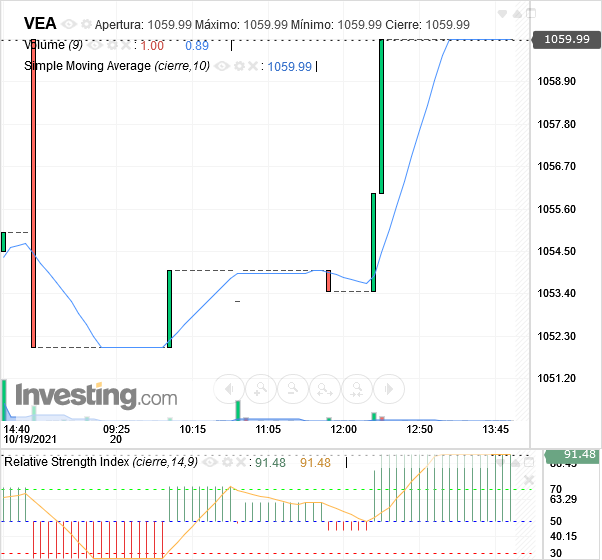 VEA Apertura: 1059.99 Máximo: 1059.99 Mínimo: 1059.99 Cierre: 1059.99
1059.99
Volume (9) : 1.00 0.89
Simple Moving Average (cierre,10) : 1059.99
1058.90
1057.80
1056.70
1055.60
1054.50
1053.40
1052.30
1051.20
Investing.com
14:40 09:25 10:15 11:05 12:00 12:50 13:45
10/19/2021 20
Relative Strength Index (cierre,14,9) : 91.48 91.48
91.48
70
63.29
50
40.15
30